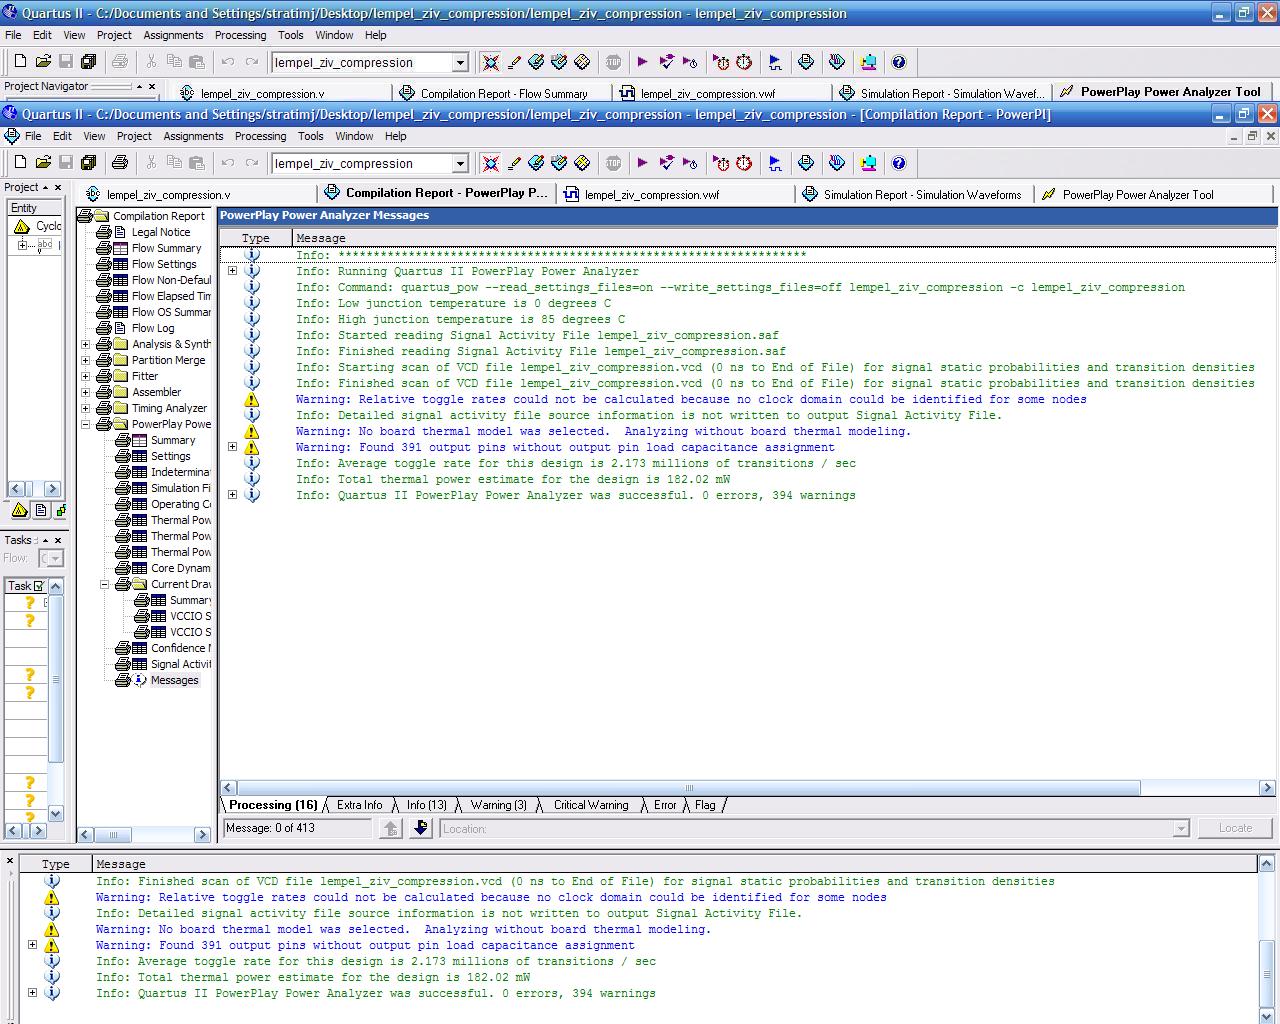 Quartus II - C:/Documents and Settings/stratimj/Desktop/lempel_ziv_compression/lempel_ziv_compression - lempel_ziv_compression
File Edit View Project Assignments Processing Tools Window Help
lempel_ziv_compression
Project Navigator
lempel_ziv_compression.v
Compilation Report - Flow Summary
lempel_ziv_compression.vwf
Simulation Report - Simulation Wavef...
PowerPlay Power Analyzer Tool
Quartus II - C:/Documents and Settings/stratimj/Desktop/lempel_ziv_compression/lempel_ziv_compression - lempel_ziv_compression - [Compilation Report - PowerPl]
File Edit View Project Assignments Processing Tools Window Help
lempel_ziv_compression
Project
lempel_ziv_compression.v
Compilation Report - PowerPlay P...
lempel_ziv_compression.vwf
Simulation Report - Simulation Waveforms
PowerPlay Power Analyzer Tool
Entity
Cyclo
abc
Tasks
Flow:
Task
Compilation Report
Legal Notice
Flow Summary
Flow Settings
Flow Non-Defaul
Flow Elapsed Tim
Flow OS Summar
Flow Log
Analysis & Synth
Partition Merge
Fitter
Assembler
Timing Analyzer
PowerPlay Powe
Summary
Settings
Indetermina
Simulation Fi
Operating Co
Thermal Pow
Thermal Pow
Thermal Pow
Core Dynam
Current Drav
Summary
VCCIO S
VCCIO S
Confidence M
Signal Activit
Messages
PowerPlay Power Analyzer Messages
Type Message
Info: *******************************************************************
Info: Running Quartus II PowerPlay Power Analyzer
Info: Command: quartus_pow --read_settings_files=on --write_settings_files=off lempel_ziv_compression -c lempel_ziv_compression
Info: Low junction temperature is 0 degrees C
Info: High junction temperature is 85 degrees C
Info: Started reading Signal Activity File lempel_ziv_compression.saf
Info: Finished reading Signal Activity File lempel_ziv_compression.saf
Info: Starting scan of VCD file lempel_ziv_compression.vcd (0 ns to End of File) for signal static probabilities and transition densities
Info: Finished scan of VCD file lempel_ziv_compression.vcd (0 ns to End of File) for signal static probabilities and transition densities
Warning: Relative toggle rates could not be calculated because no clock domain could be identified for some nodes
Info: Detailed signal activity file source information is not written to output Signal Activity File.
Warning: No board thermal model was selected.  Analyzing without board thermal modeling.
Warning: Found 391 output pins without output pin load capacitance assignment
Info: Average toggle rate for this design is 2.173 millions of transitions / sec
Info: Total thermal power estimate for the design is 182.02 mW
Info: Quartus II PowerPlay Power Analyzer was successful. 0 errors, 394 warnings
Processing (16) Extra Info Info (13) Warning (3) Critical Warning Error Flag
Message: 0 of 413
Location:
Locate
Type Message
Info: Finished scan of VCD file lempel_ziv_compression.vcd (0 ns to End of File) for signal static probabilities and transition densities
Warning: Relative toggle rates could not be calculated because no clock domain could be identified for some nodes
Info: Detailed signal activity file source information is not written to output Signal Activity File.
Warning: No board thermal model was selected.  Analyzing without board thermal modeling.
Warning: Found 391 output pins without output pin load capacitance assignment
Info: Average toggle rate for this design is 2.173 millions of transitions / sec
Info: Total thermal power estimate for the design is 182.02 mW
Info: Quartus II PowerPlay Power Analyzer was successful. 0 errors, 394 warnings